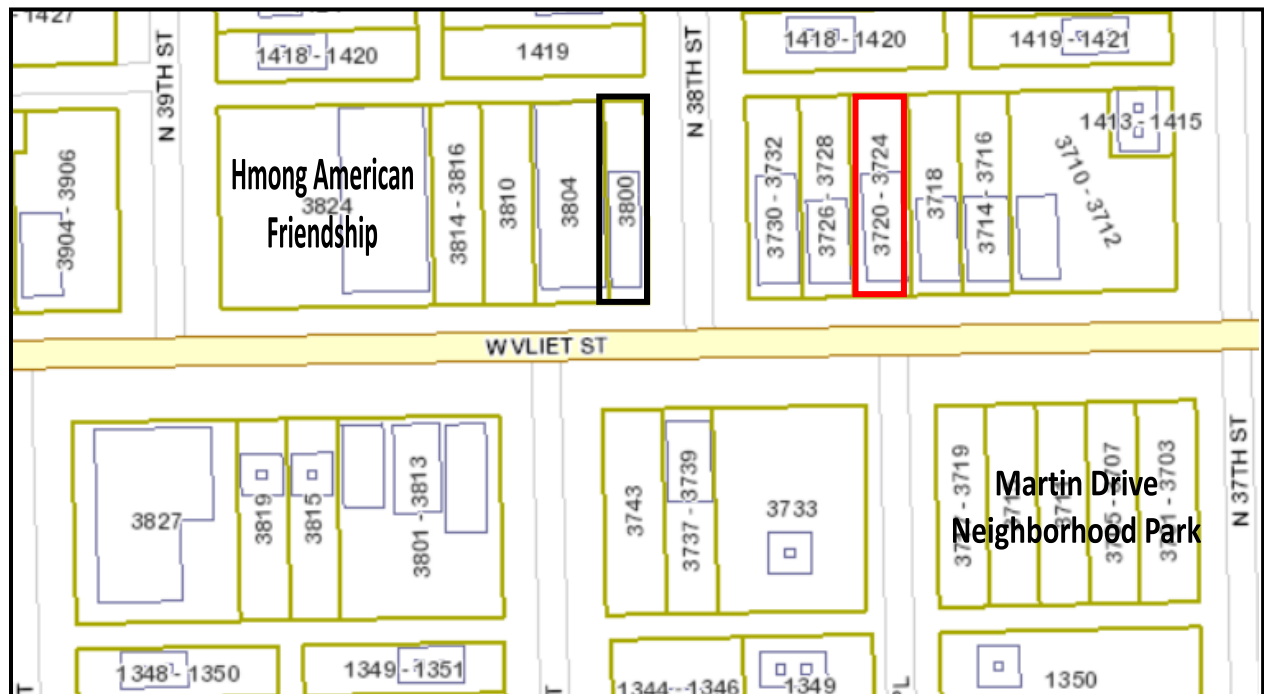 - 1427
1418 - 1420
1419
1418 - 1420
1419 - 1421
N 39TH ST
N 38TH ST
1413 - 1415
3904 - 3906
Hmong American
Friendship
3824
3814 - 3816
3810
3804
3800
3730 - 3732
3726 - 3728
3720 - 3724
3718
3714 - 3716
3710 - 3712
W VLIET ST
3827
3819
3815
3801 - 3813
3743
3737 - 3739
3733
3719
3703
Martin Drive
Neighborhood Park
N 37TH ST
1348 - 1350
1349 - 1351
1344 - 1346
1349
1350
PL